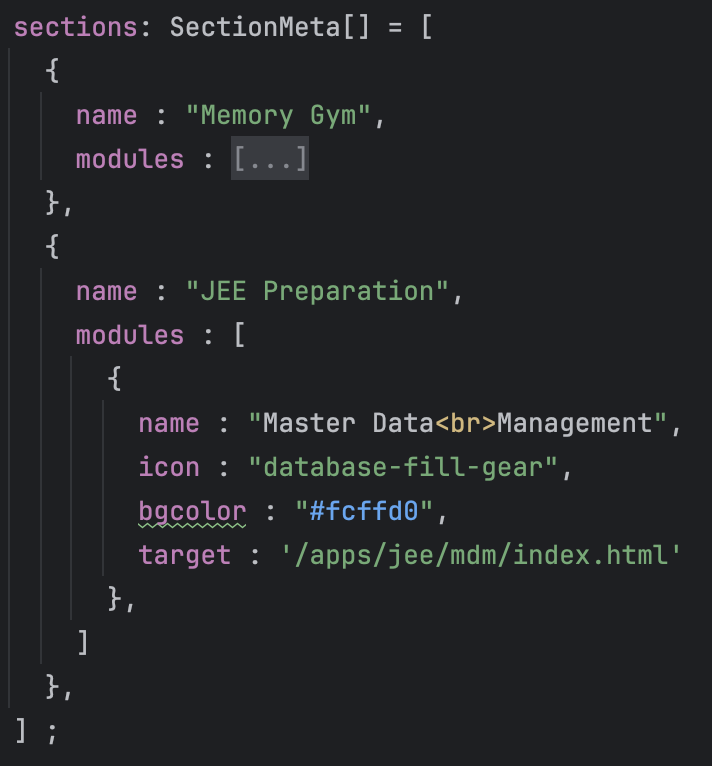 sections: SectionMeta[] = [
  {
    name : "Memory Gym",
    modules : [...]
  },
  {
    name : "JEE Preparation",
    modules : [
      {
        name : "Master Data<br>Management",
        icon : "database-fill-gear",
        bgcolor : "#fcffd0",
        target : '/apps/jee/mdm/index.html'
      },
    ]
  },
] ;